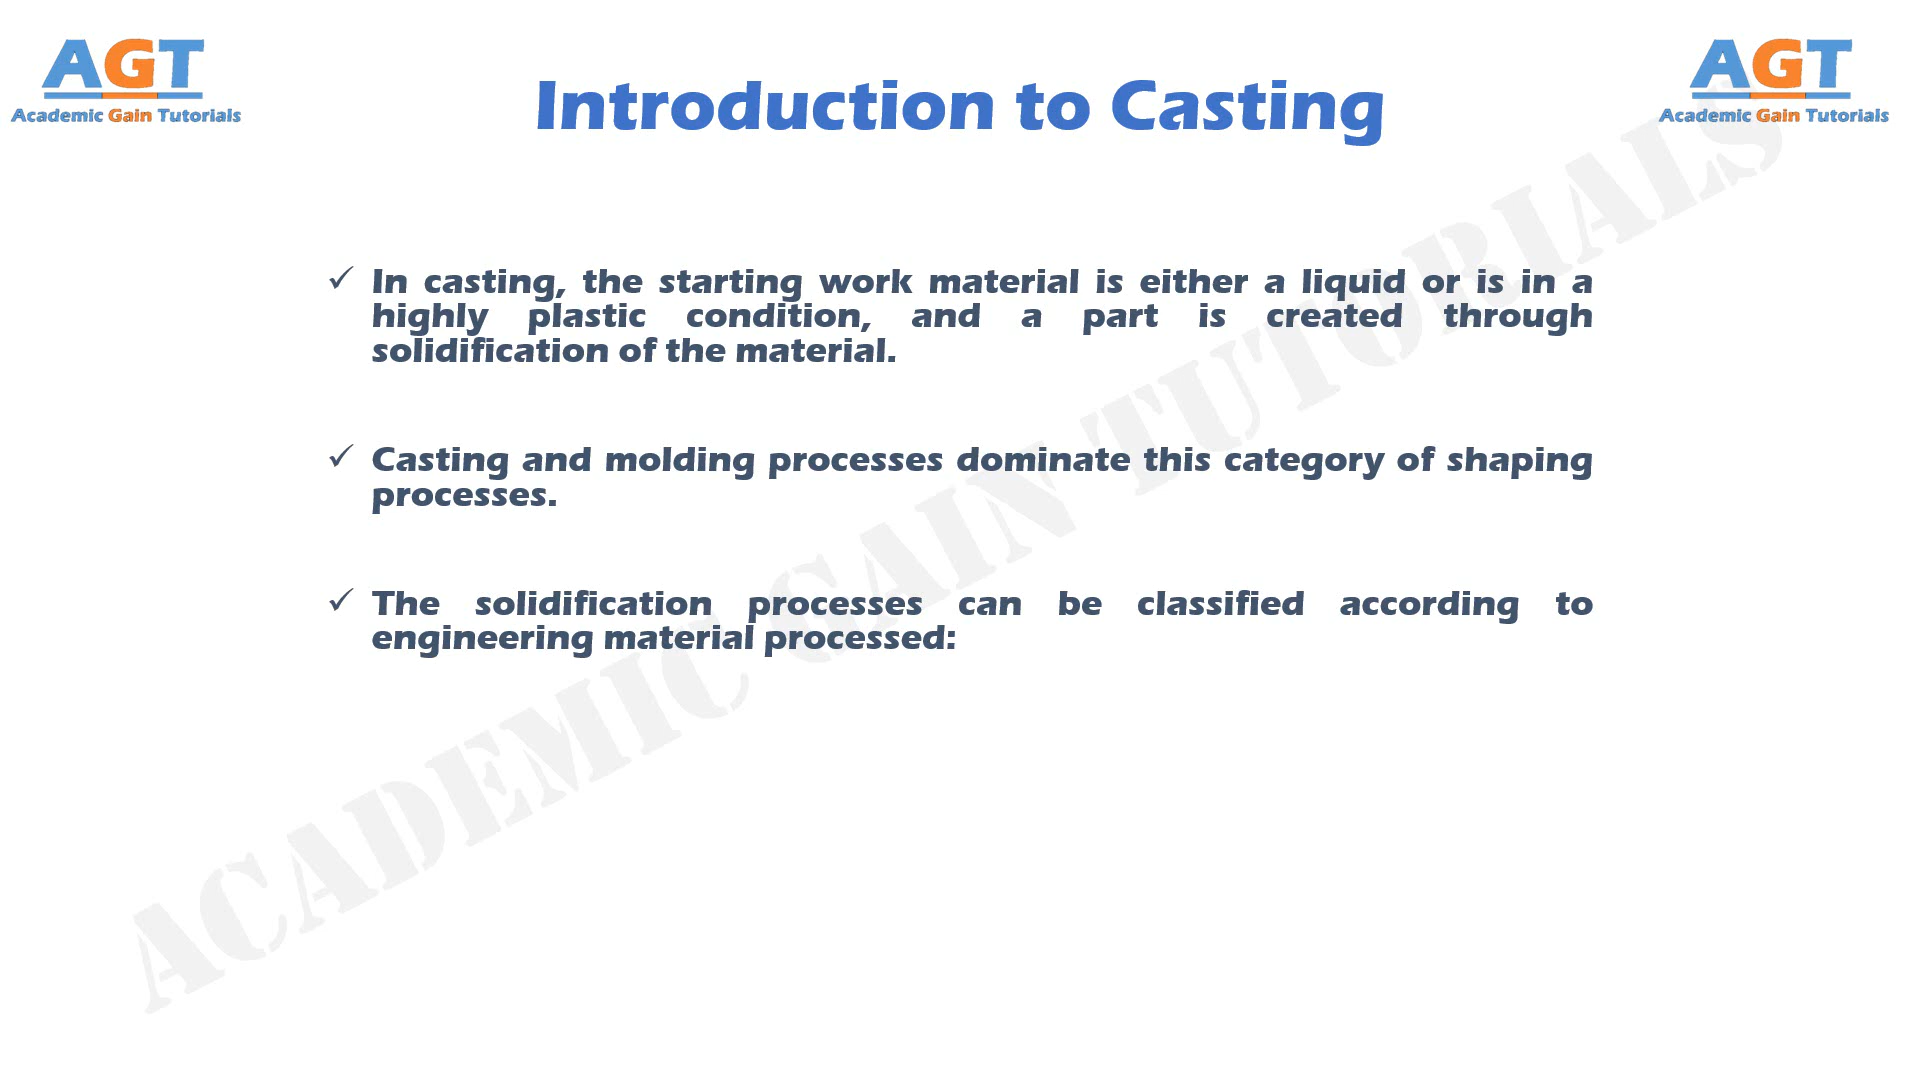 AGT
Academic Gain Tutorials
AGT
Academic Gain Tutorials
Introduction to Casting
✓ In casting, the starting work material is either a liquid or is in a
highly plastic condition, and a part is created through
solidification of the material.
✓ Casting and molding processes dominate this category of shaping
processes.
✓ The solidification processes can be classified according to
engineering material processed:
ACADEMIC GAIN TUTORIALS